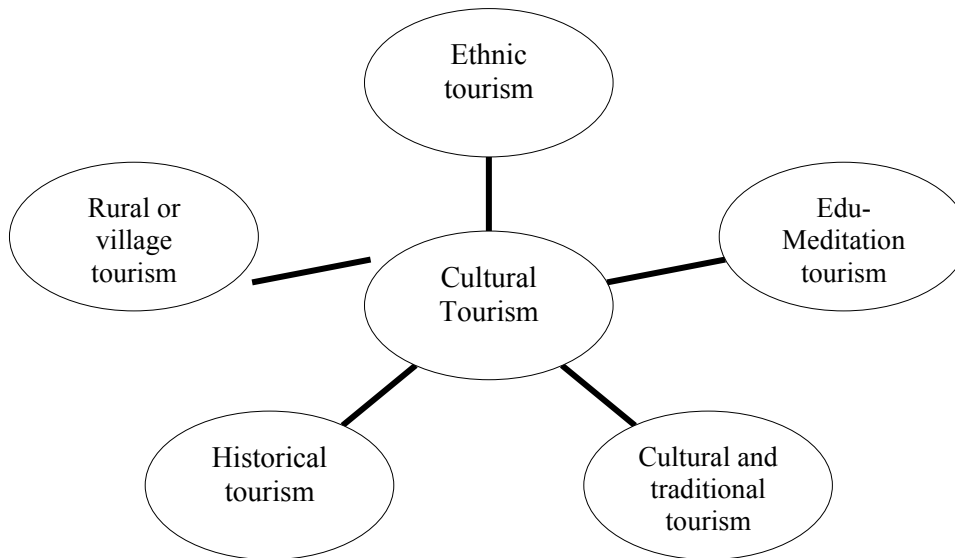 Ethnic
tourism
Rural or
village
tourism
Edu-
Meditation
tourism
Cultural
Tourism
Historical
tourism
Cultural and
traditional
tourism